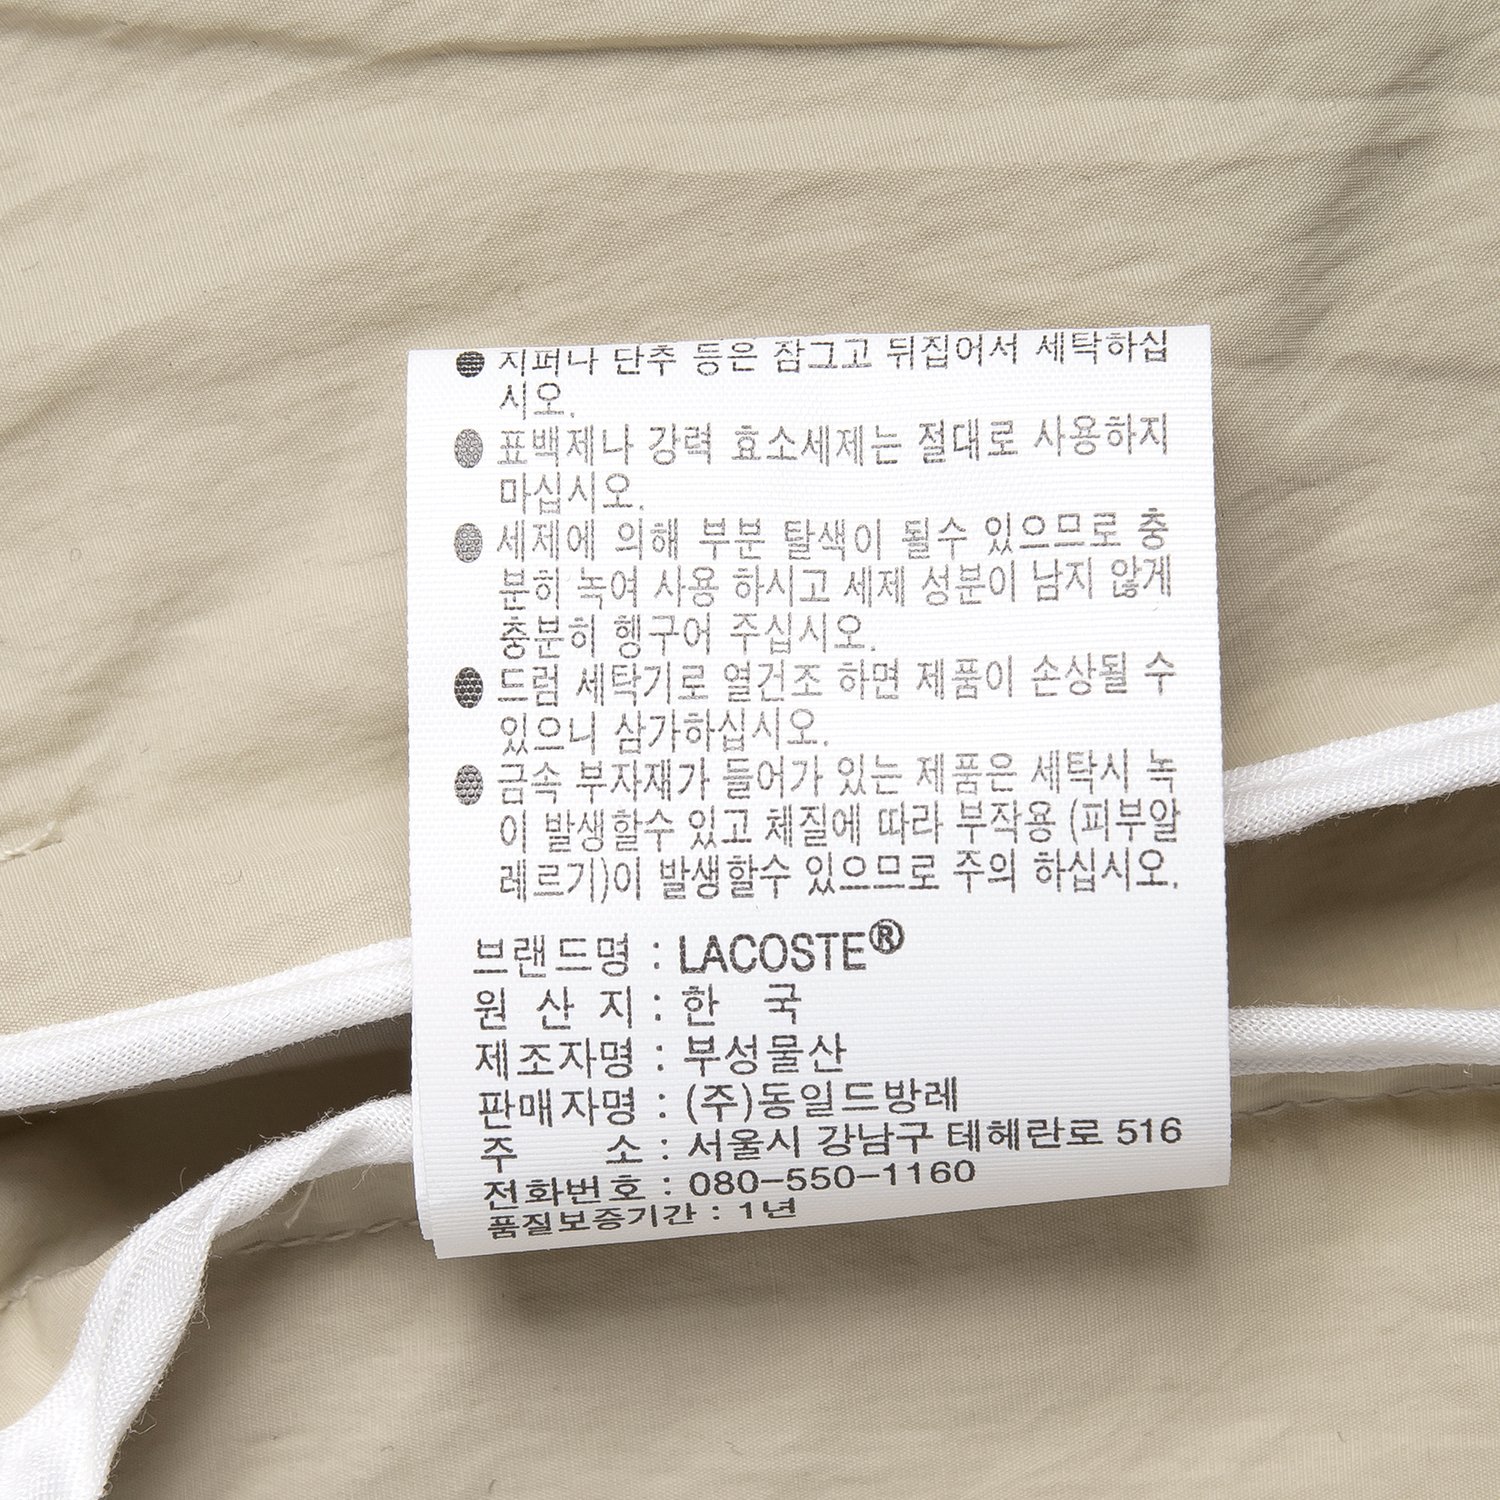 ● 지퍼나 단추 등은 잠그고 뒤집어서 세탁하십
시오.
● 표백제나 강력 효소세제는 절대로 사용하지
마십시오.
● 세제에 의해 부분 탈색이 될수 있으므로 충
분히 녹여 사용 하시고 세제 성분이 남지 않게
충분히 헹구어 주십시오.
● 드럼 세탁기로 열건조 하면 제품이 손상될 수
있으니 삼가하십시오.
● 금속 부자재가 들어가 있는 제품은 세탁시 녹
이 발생할수 있고 체질에 따라 부작용 (피부알
레르기)이 발생할수 있으므로 주의 하십시오.
브랜드명 : LACOSTE®
원 산 지 : 한 국
제조자명 : 부성물산
판매자명 : (주)동일드방레
주 소 : 서울시 강남구 테헤란로 516
전화번호 : 080-550-1160
품질보증기간 : 1년